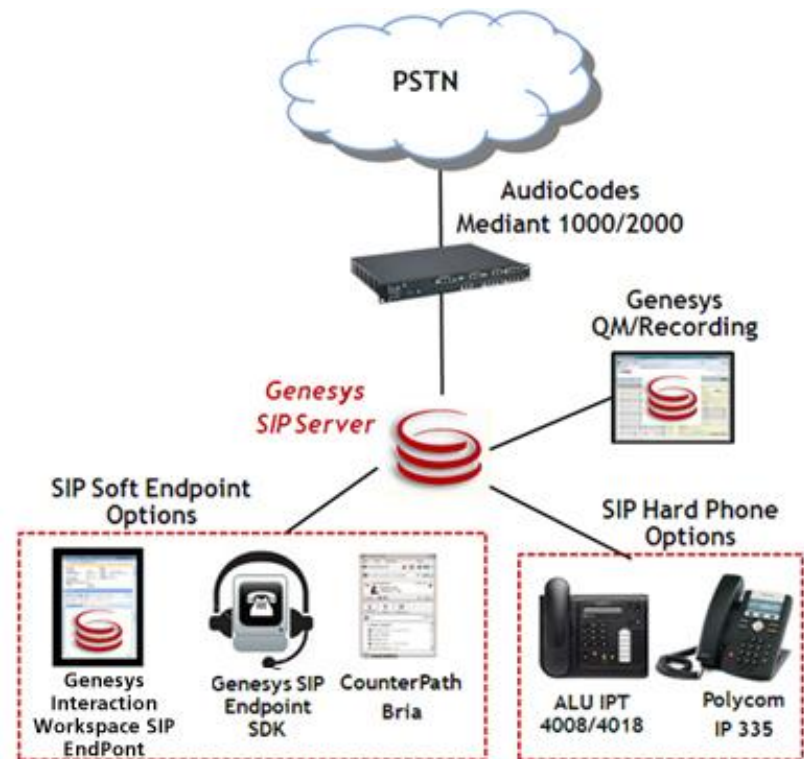 PSTN
AudioCodes
Mediant 1000/2000
Genesys
QM/Recording
Genesys
SIP Server
SIP Soft Endpoint
Options
SIP Hard Phone
Options
Genesys
Interaction
Workspace SIP
EndPont
Genesys SIP
Endpoint
SDK
CounterPath
Bria
ALU IPT
4008/4018
Polycom
IP 335